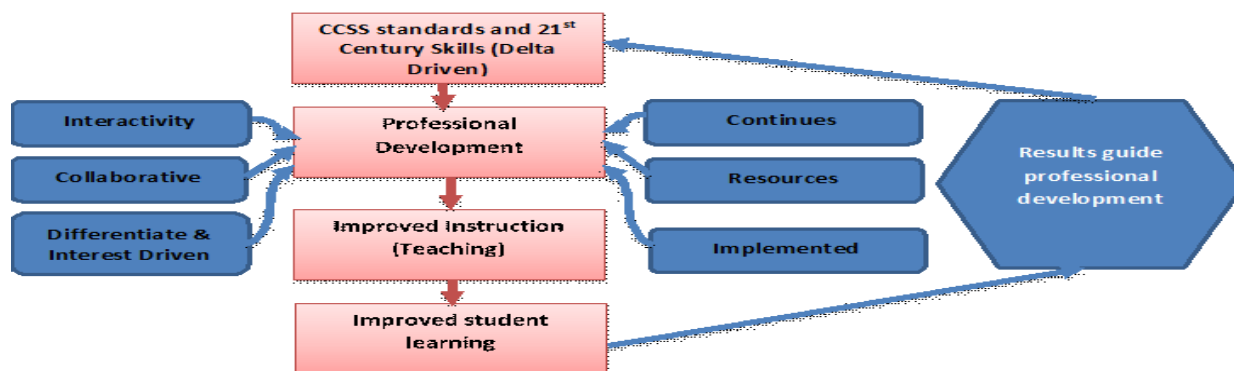 CCSS standards and 21st
Century Skills (Delta
Driven)
Interactivity
Professional
Development
Continues
Collaborative
Resources
Results guide
professional
development
Differentiate &
Interest Driven
Improved Instruction
(Teaching)
Implemented
Improved student
learning